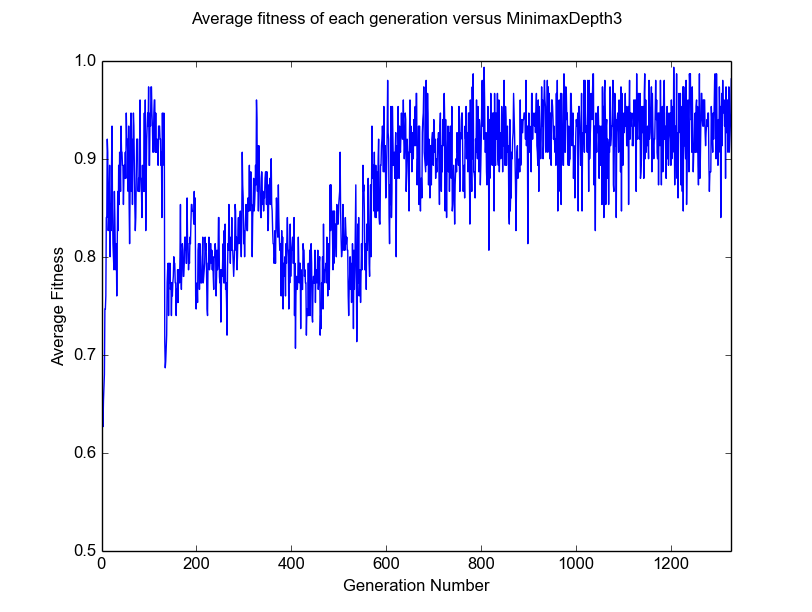 Average fitness of each generation versus MinimaxDepth3
1.0
0.9
0.8
0.7
0.6
0.5
Average Fitness
0 200 400 600 800 1000 1200
Generation Number